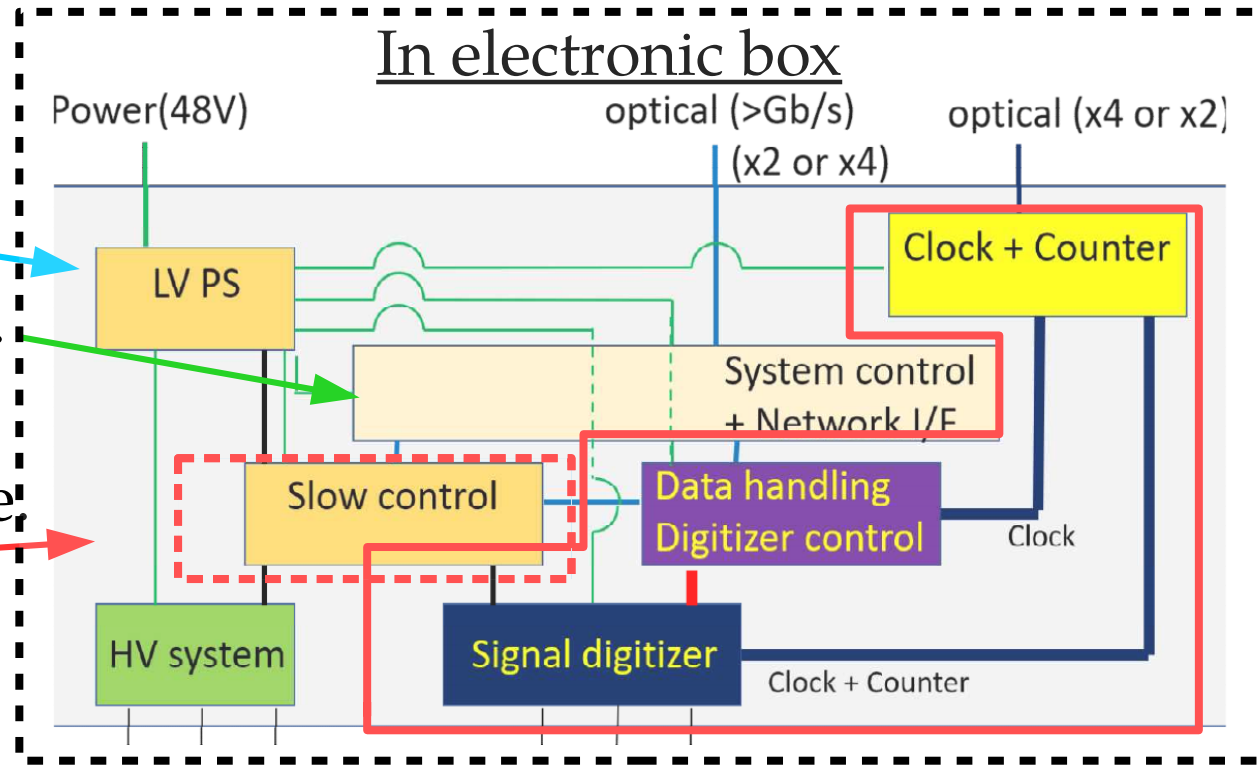 In electronic box
Power(48V)
optical (>Gb/s)
(x2 or x4)
optical (x4 or x2)
LV PS
Clock + Counter
System control
+ Network I/F
Slow control
Data handling
Digitizer control
Clock
HV system
Signal digitizer
Clock + Counter